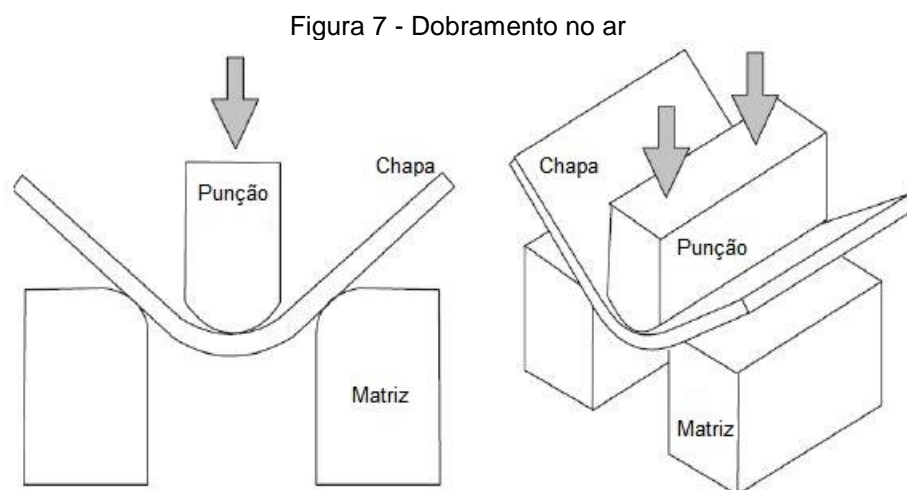 Figura 7 - Dobramento no ar
Chapa
Punção
Matriz
Chapa
Punção
Matriz